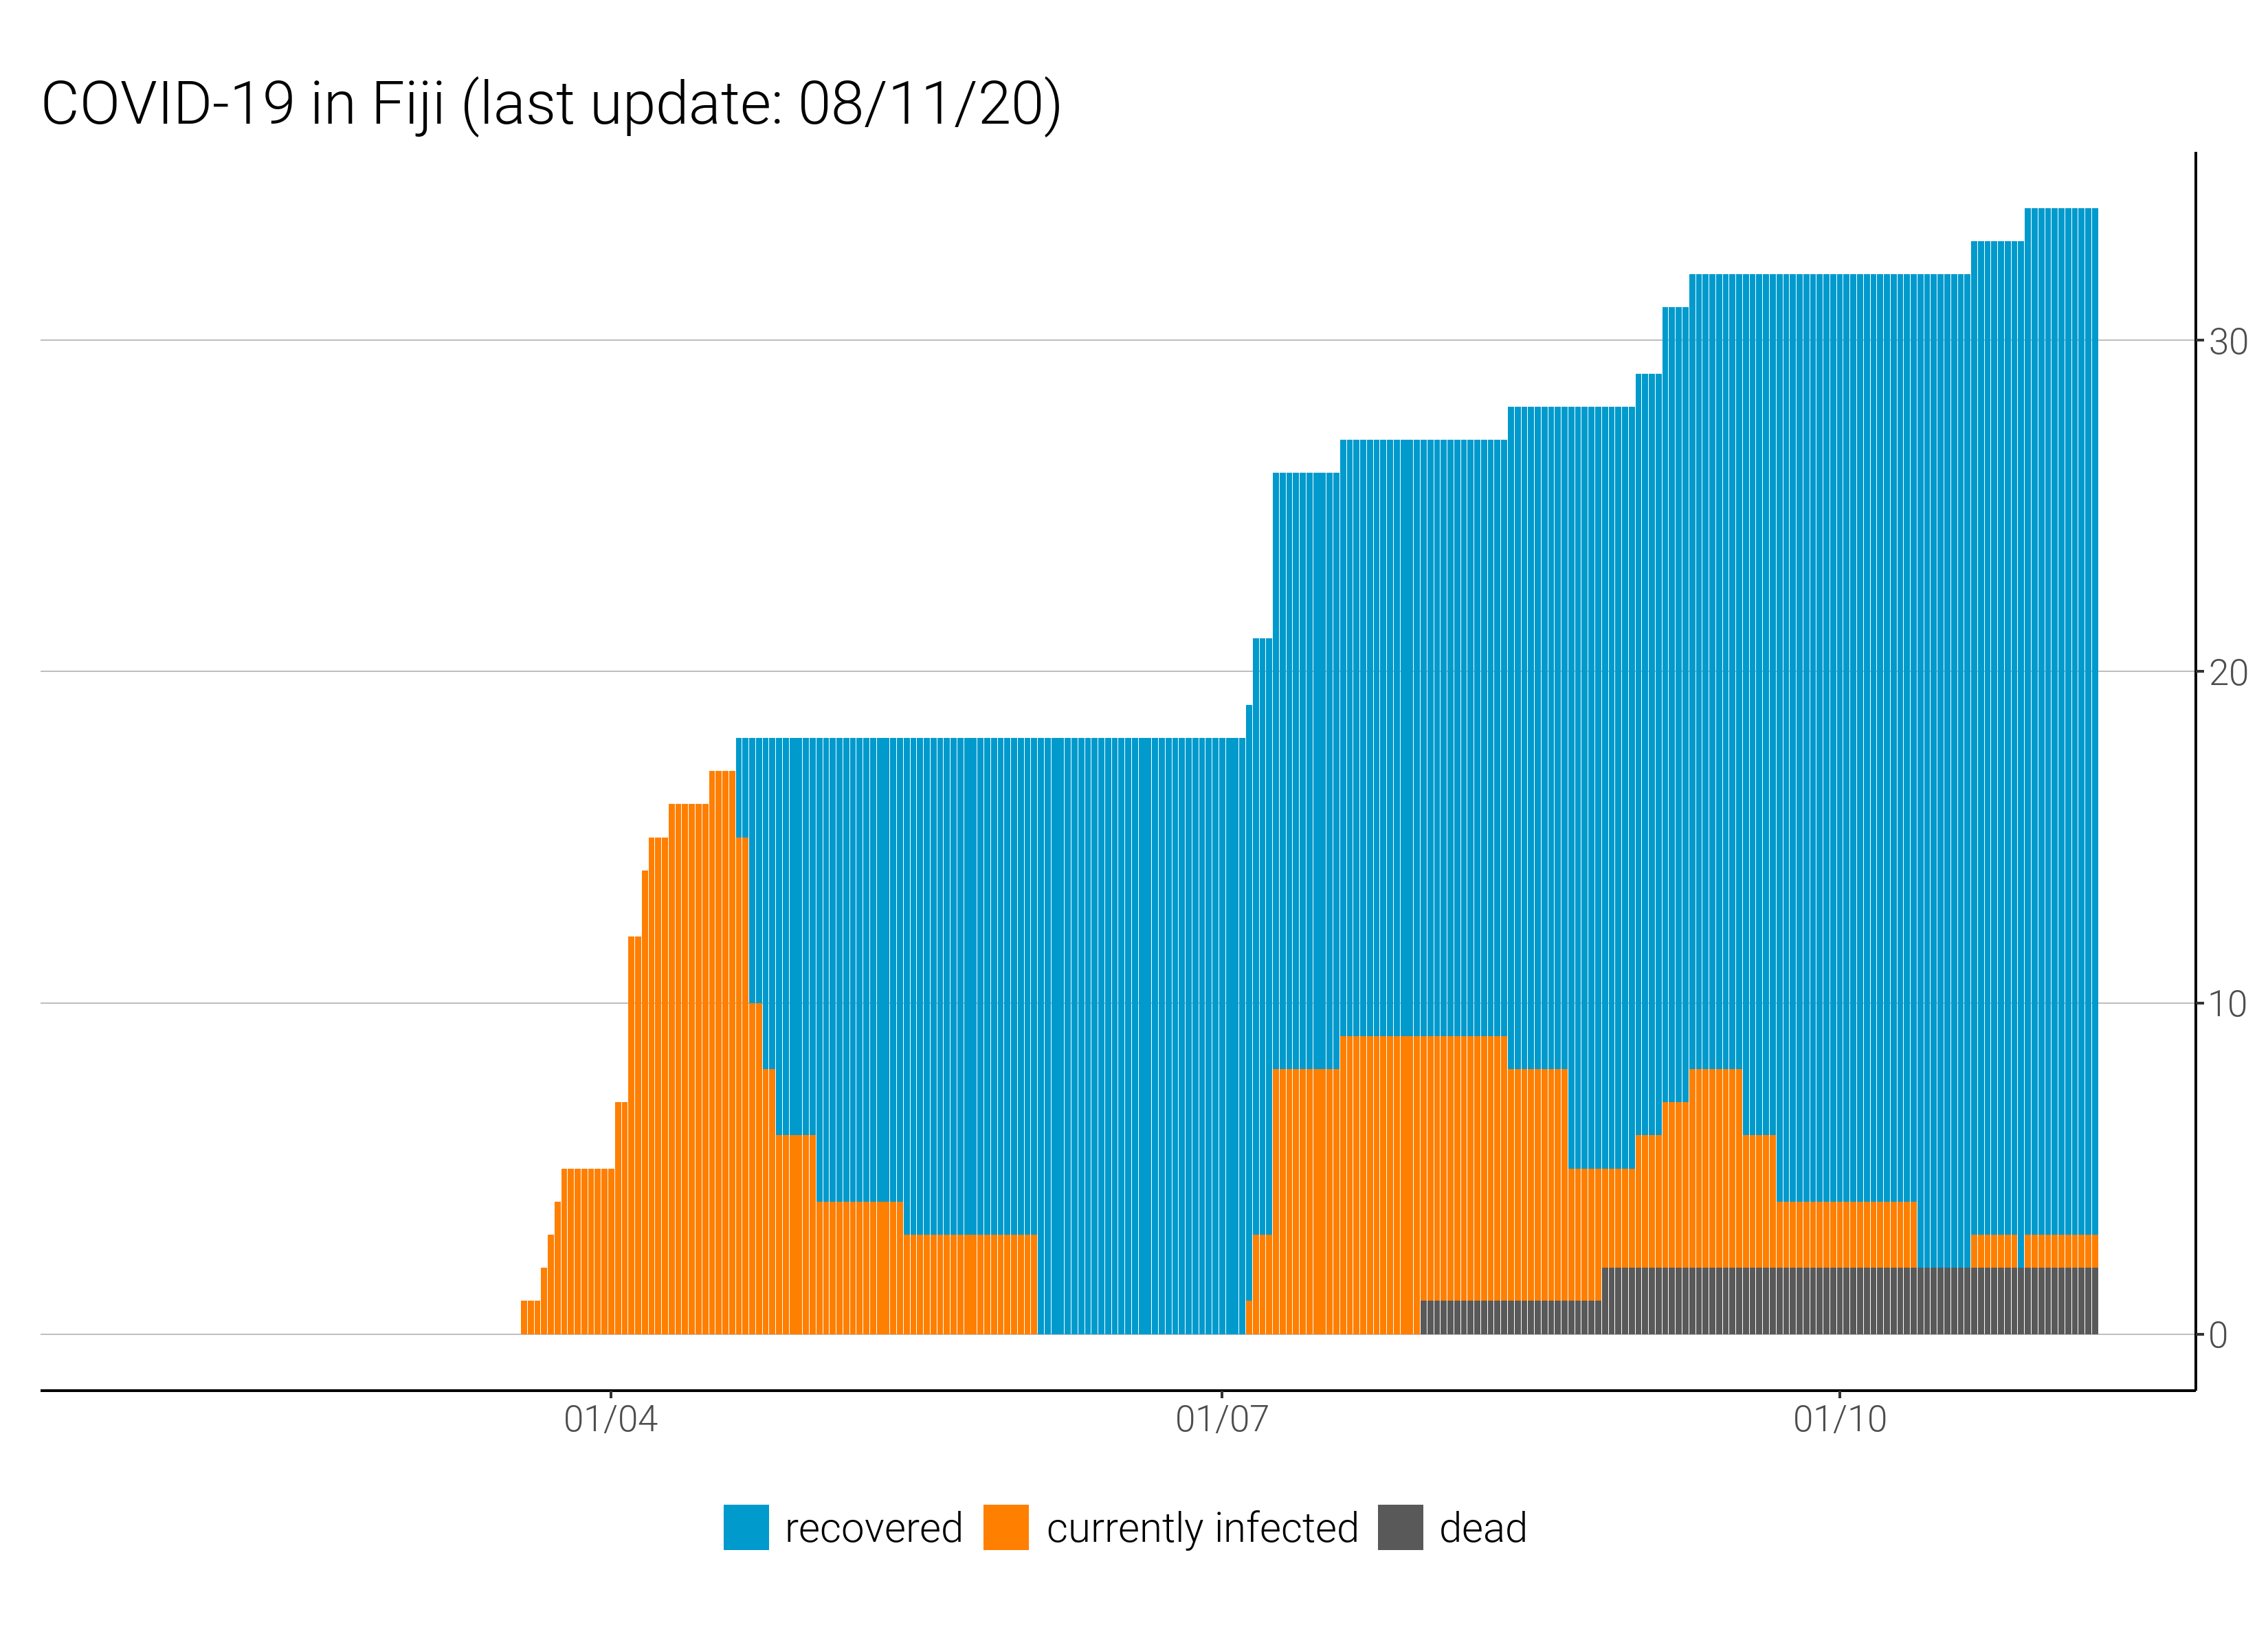 COVID-19 in Fiji (last update: 08/11/20)
30
20
10
0
01/04 01/07 01/10
recovered currently infected dead